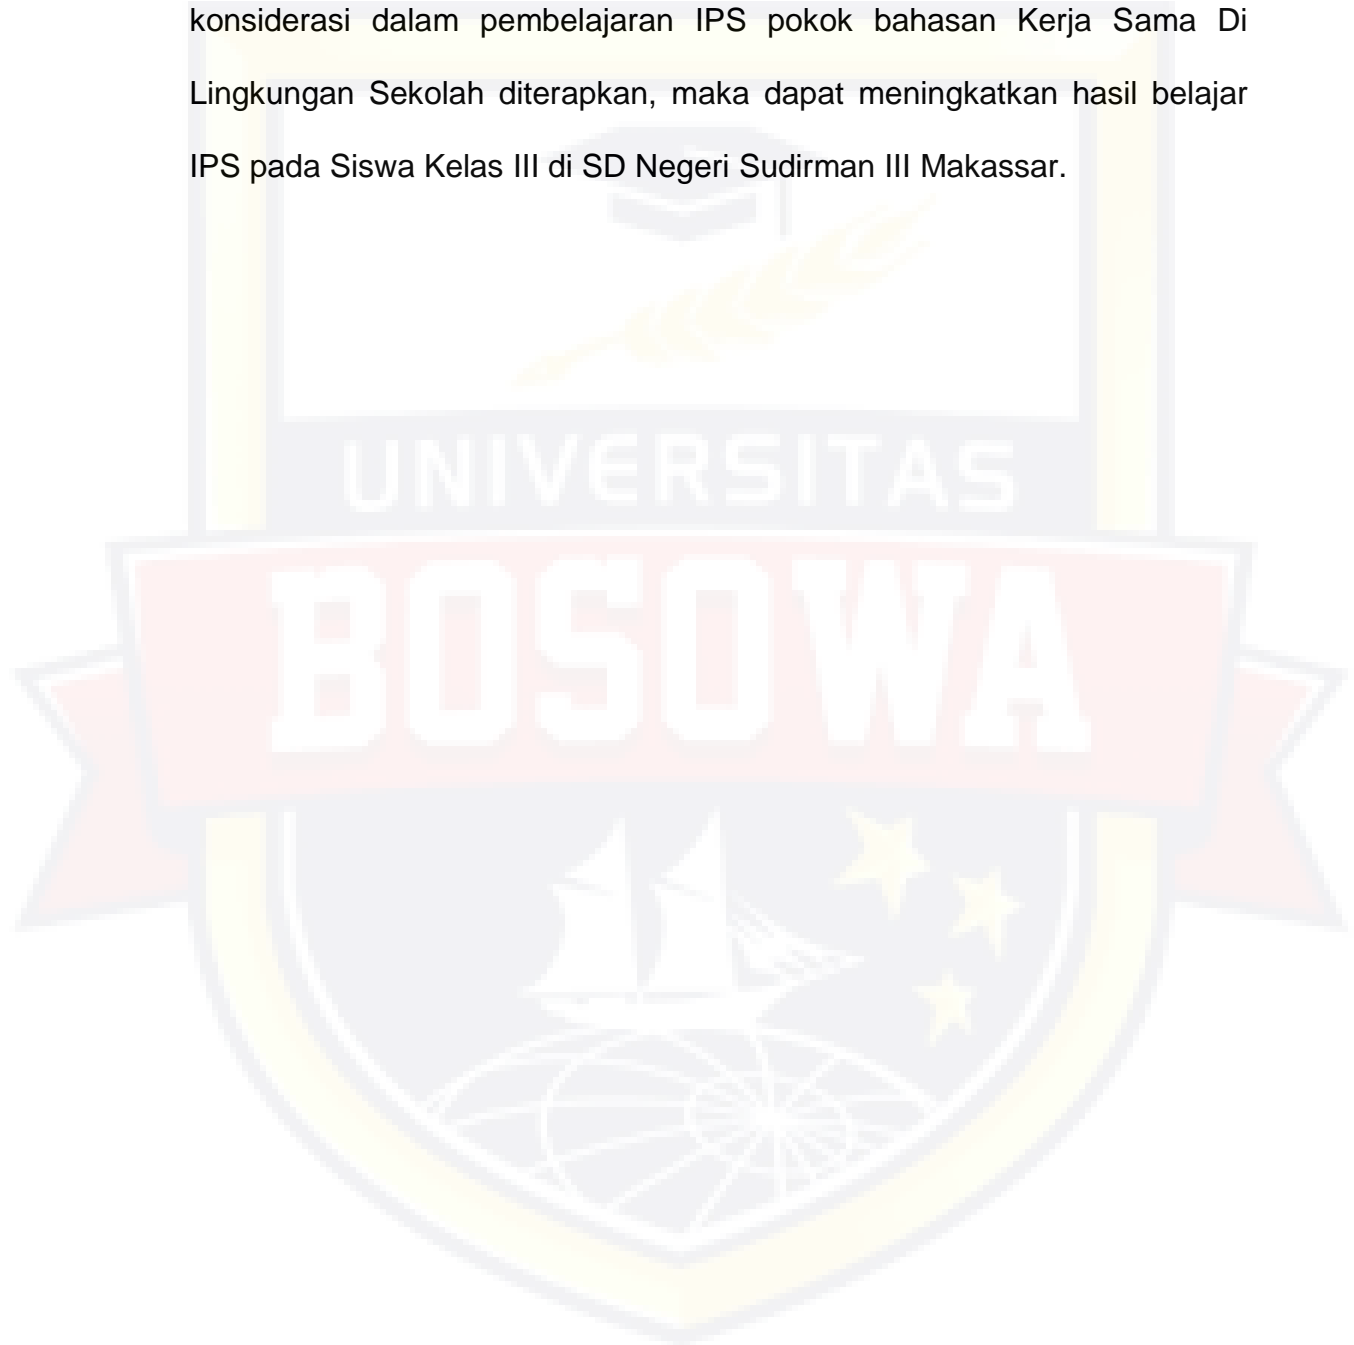 konsiderasi dalam pembelajaran IPS pokok bahasan Kerja Sama Di
Lingkungan Sekolah diterapkan, maka dapat meningkatkan hasil belajar
IPS pada Siswa Kelas III di SD Negeri Sudirman III Makassar.
UNIVERSITAS
BOSOWA